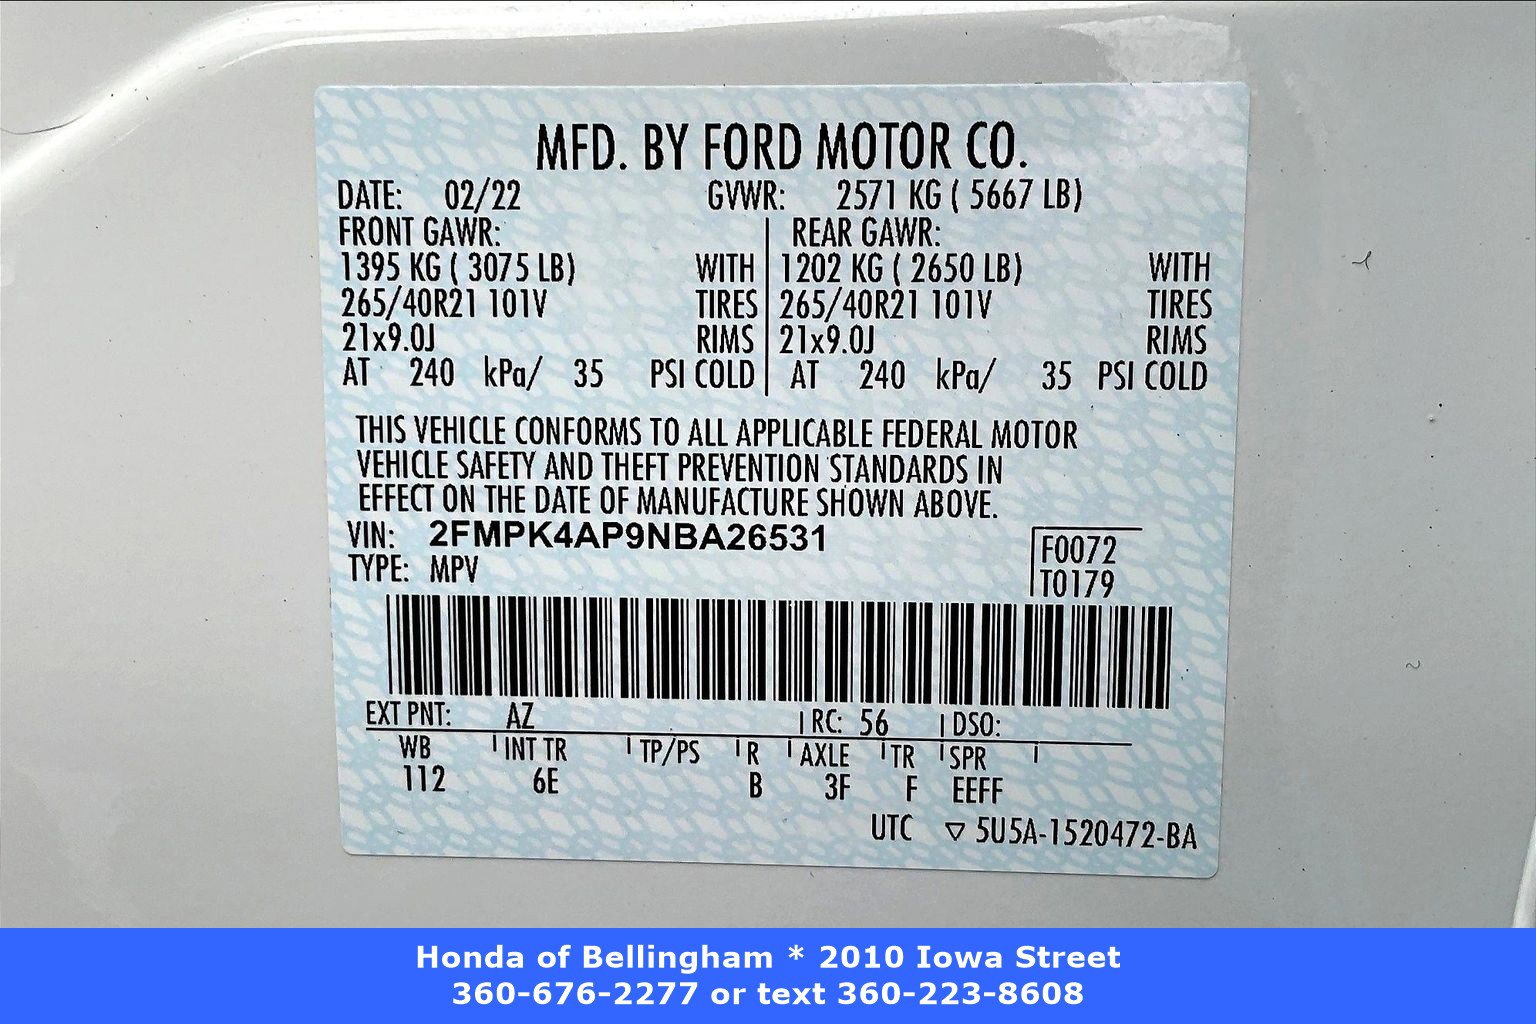 MFD. BY FORD MOTOR CO.
DATE: 02/22 GVWR: 2571 KG ( 5667 LB)
FRONT GAWR: REAR GAWR:
1395 KG ( 3075 LB) WITH 1202 KG ( 2650 LB) WITH
265/40R21 101V TIRES 265/40R21 101V TIRES
21x9.0J RIMS 21x9.0J RIMS
AT 240 kPa/ 35 PSI COLD AT 240 kPa/ 35 PSI COLD
THIS VEHICLE CONFORMS TO ALL APPLICABLE FEDERAL MOTOR
VEHICLE SAFETY AND THEFT PREVENTION STANDARDS IN
EFFECT ON THE DATE OF MANUFACTURE SHOWN ABOVE.
VIN: 2FMPK4AP9NBA26531
F0072
TYPE: MPV
T0179
EXT PNT: AZ RC: 56 DSO:
WB INT TR TP/PS R AXLE TR SPR
112 6E B 3F F EEFF
UTC ▽ 5U5A-1520472-BA
Honda of Bellingham * 2010 Iowa Street
360-676-2277 or text 360-223-8608